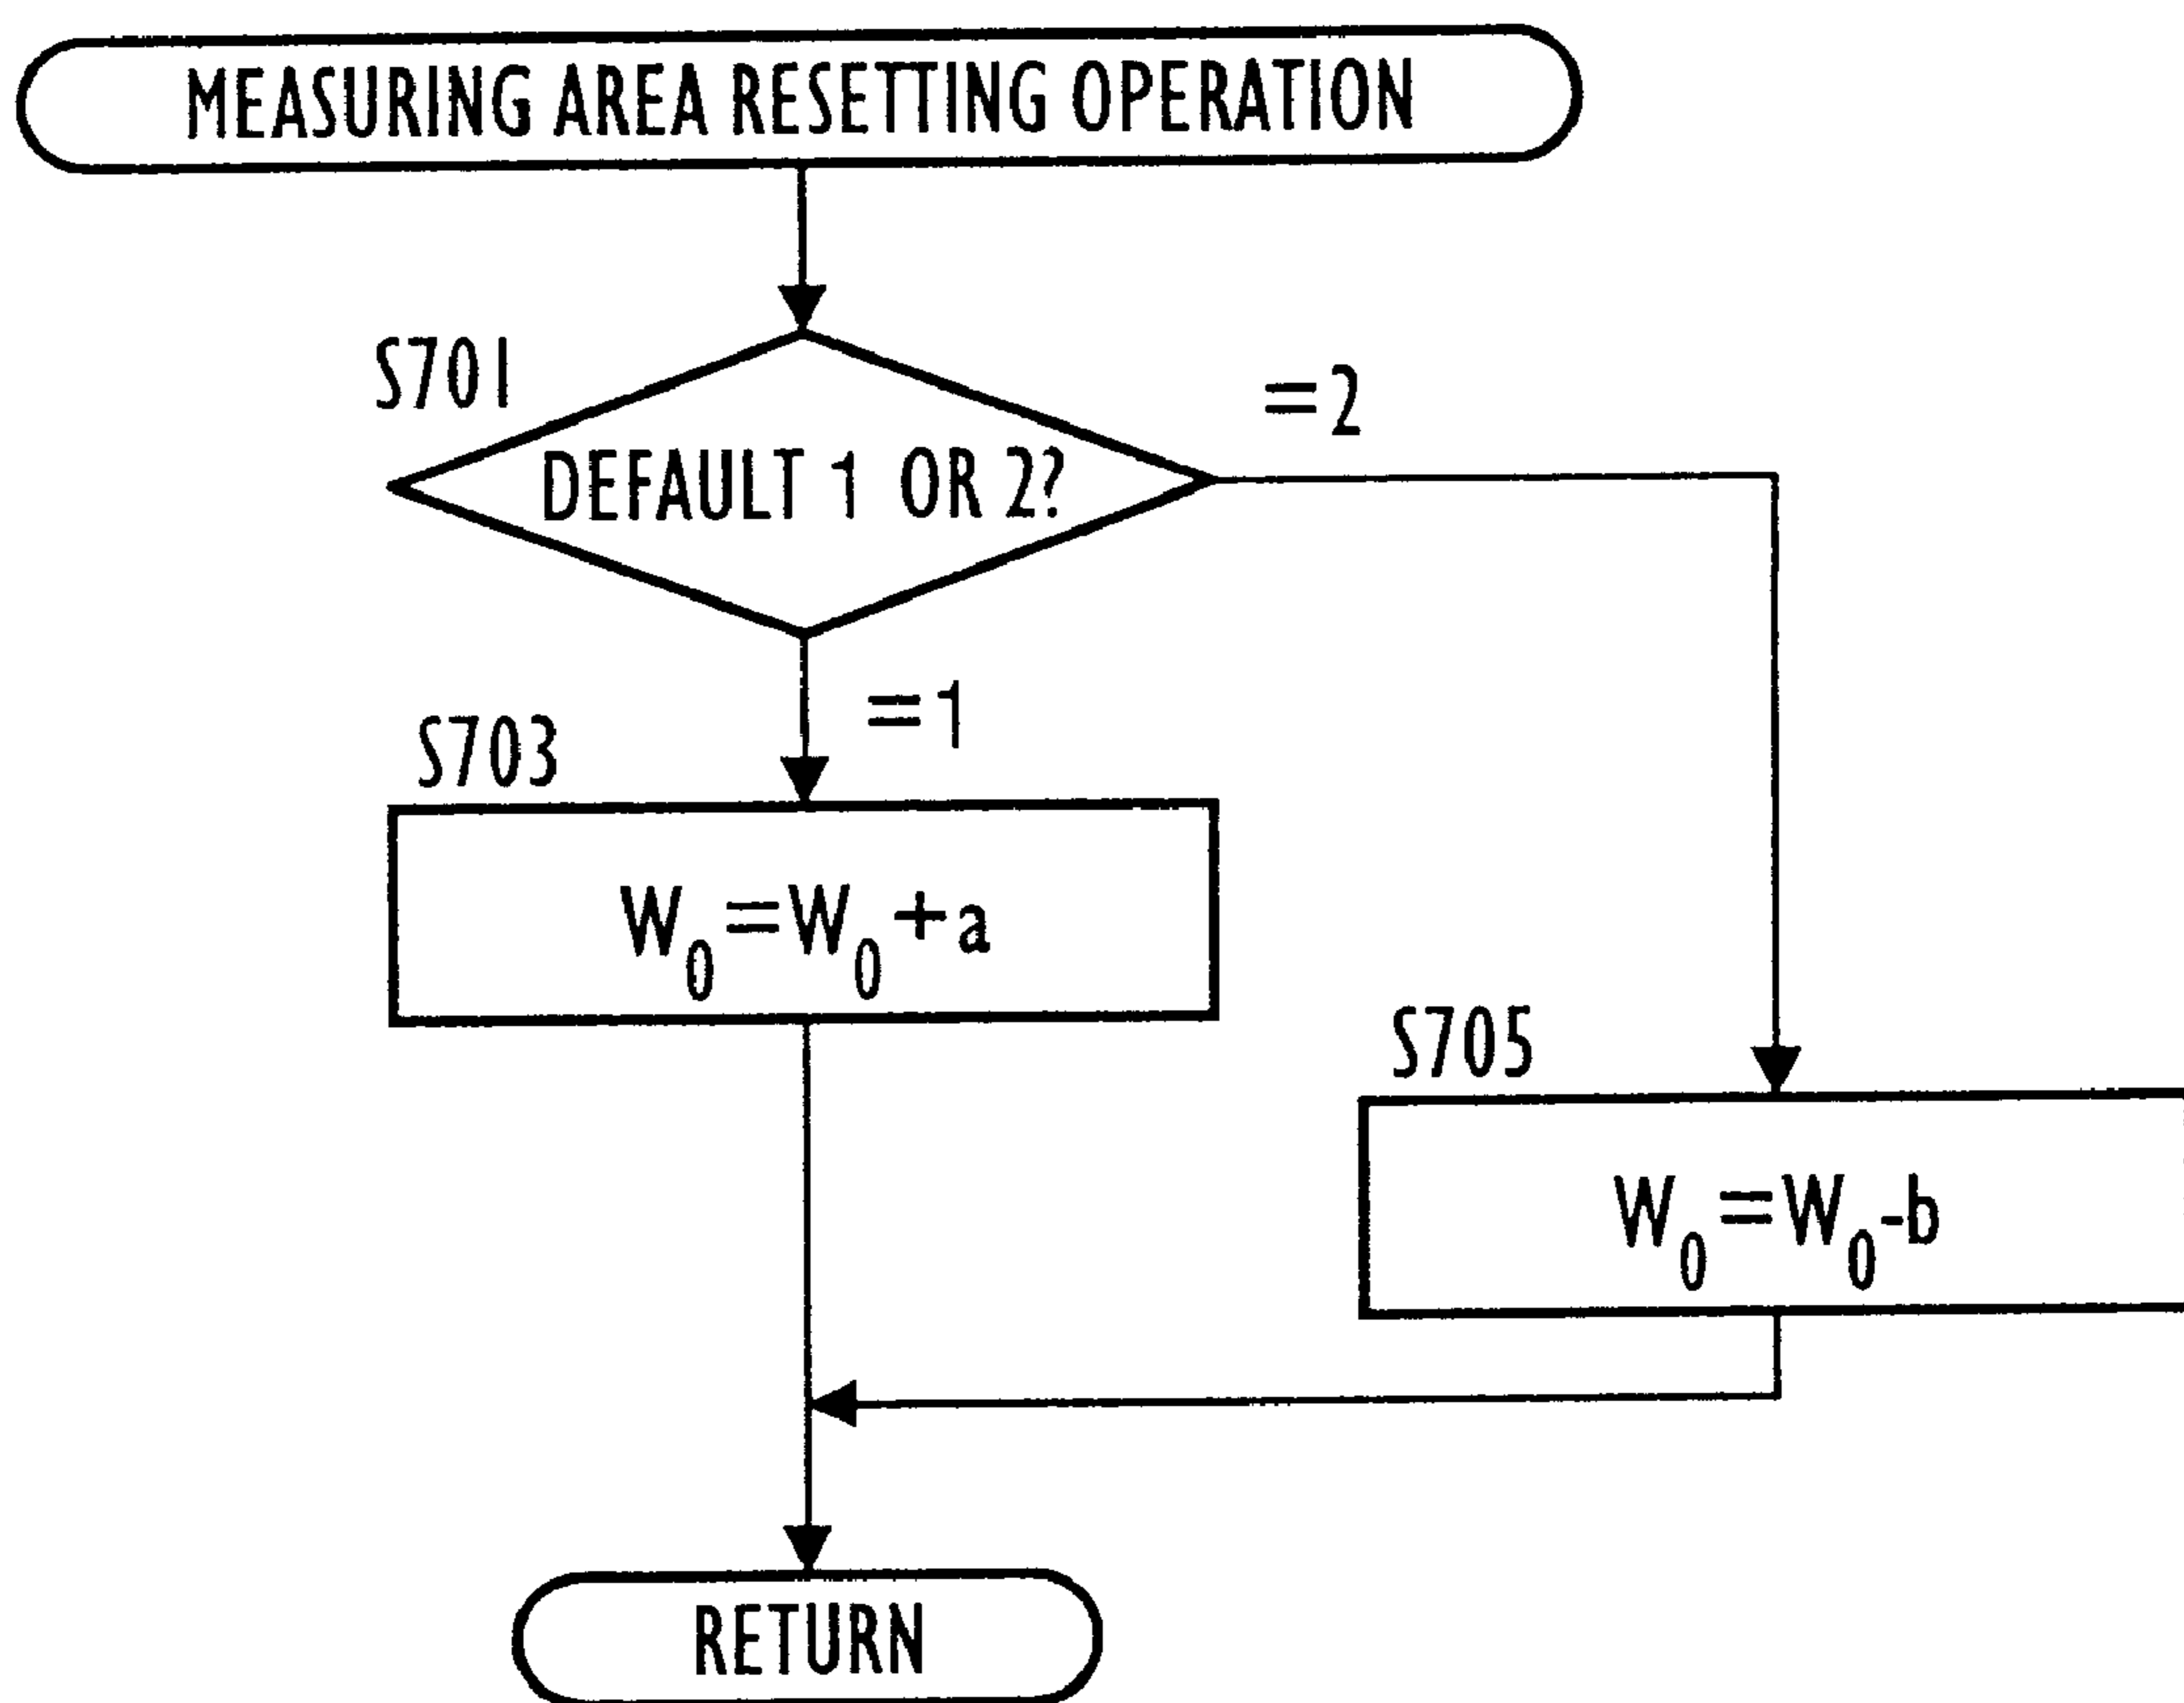 MEASURING AREA RESETTING OPERATION
S701
=2
DEFAULT 1 OR 2?
=1
S703
W₀=W₀+a
S705
W₀=W₀-b
RETURN